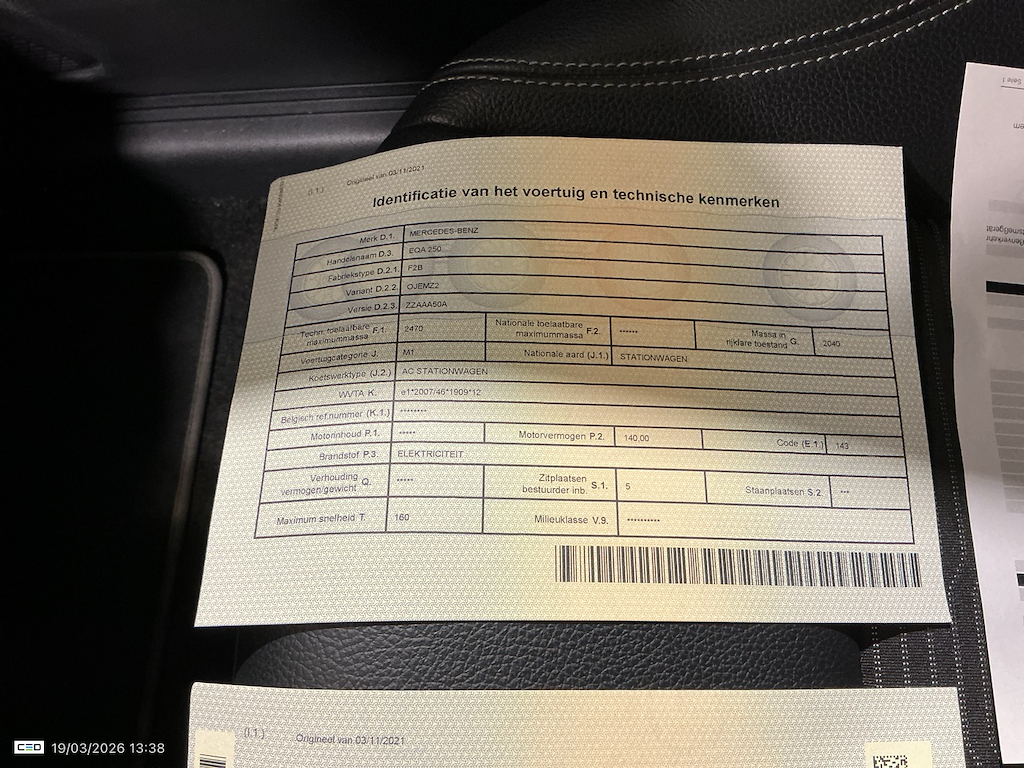 (I.1.) Origineel van 03/11/2021
Identificatie van het voertuig en technische kenmerken
Merk D.1. MERCEDES-BENZ
Handelsnaam D.3. EQA 250
Fabriekstype D.2.1. F2B
Variant D.2.2. OJEMZ2
Versie D.2.3. ZZAAA50A
Techn. toelaatbare maximummassa F.1. 2470 Nationale toelaatbare maximummassa F.2. ****** Massa in rijklare toestand G. 2040
Voertuigcategorie J. M1 Nationale aard (J.1.) STATIONWAGEN
Koetswerktype (J.2.) AC STATIONWAGEN
WVTA K. e1*2007/46*1909*12
Belgisch ref.nummer (K.1.) ********
Motorinhoud P.1. ***** Motorvermogen P.2. 140.00 Code (E.1.) 143
Brandstof P.3. ELEKTRICITEIT
Verhouding vermogen/gewicht Q. ***** Zitplaatsen bestuurder inb. S.1. 5 Staanplaatsen S.2. ***
Maximum snelheid T. 160 Milieuklasse V.9. **********
(I.1.) Origineel van 03/11/2021
Seite 1
CEO 19/03/2026 13:38